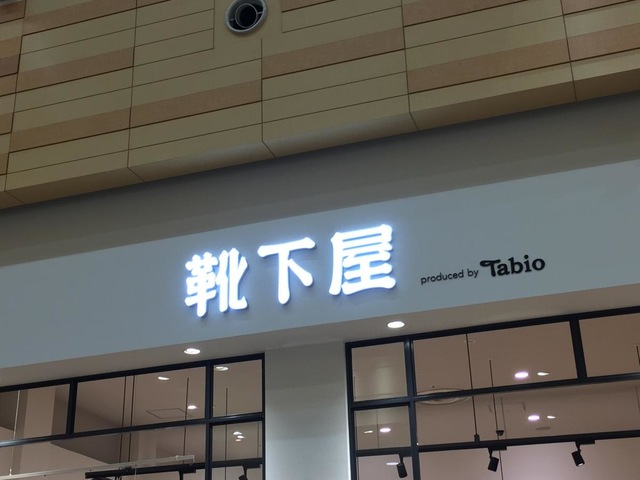 靴下屋
produced by Tabio